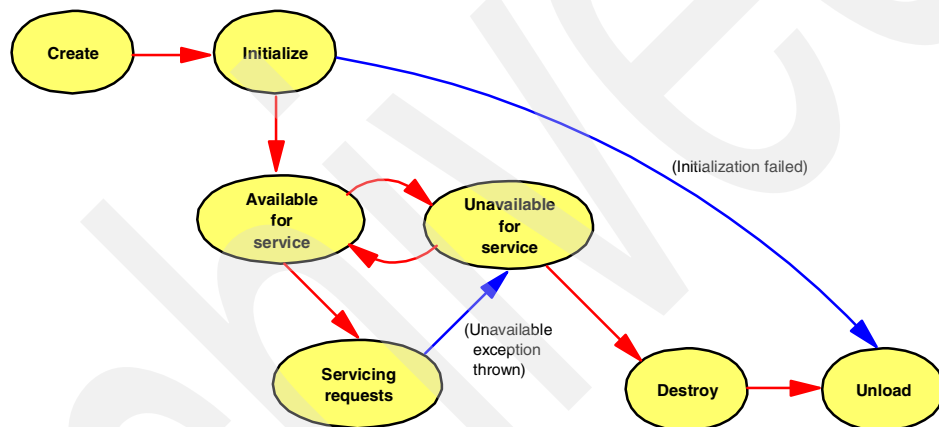 Create
Initialize
(Initialization failed)
Available
for
service
Unavailable
for
service
(Unavailable
exception
thrown)
Servicing
requests
Destroy
Unload